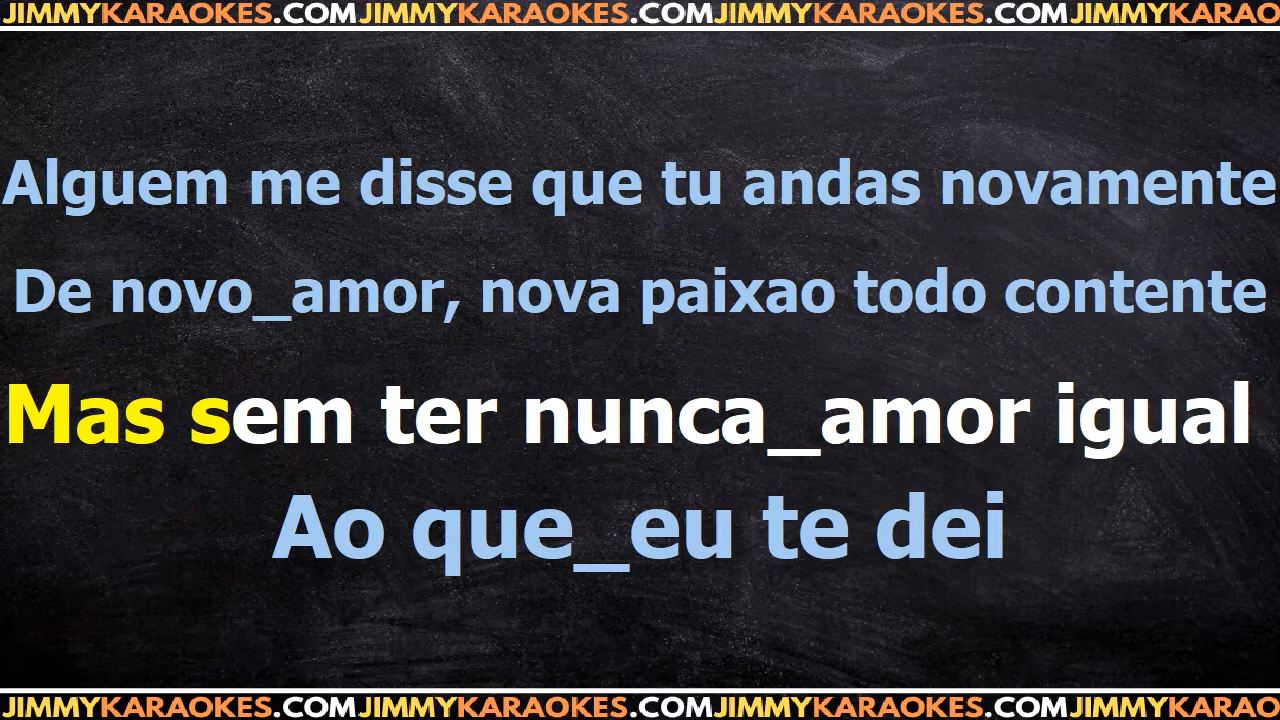 JIMMYKARAOKES.COMJIMMYKARAOKES.COMJIMMYKARAOKES.COMJIMMYKARAO
Alguem me disse que tu andas novamente
De novo_amor, nova paixao todo contente
Mas sem ter nunca_amor igual
Ao que_eu te dei
JIMMYKARAOKES.COMJIMMYKARAOKES.COMJIMMYKARAOKES.COMJIMMYKARAO